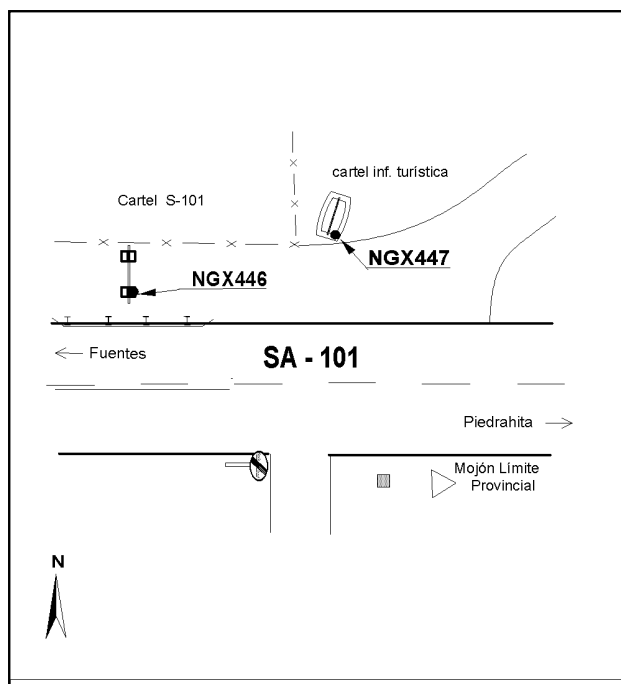 cartel inf. turística
Cartel S-101
NGX447
NGX446
Fuentes
SA - 101
Piedrahita
Mojón Límite
Provincial
N